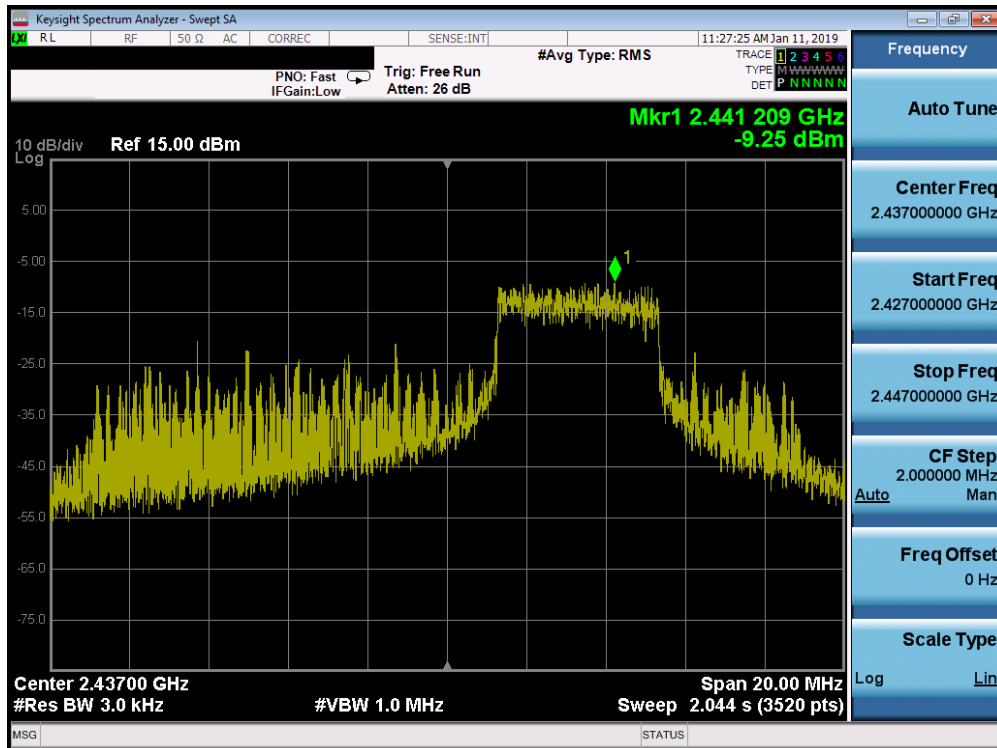 Keysight Spectrum Analyzer - Swept SA
LXI RL RF 50 Ω AC CORREC SENSE:INT 11:27:25 AM Jan 11, 2019
#Avg Type: RMS TRACE 1 2 3 4 5 6
PNO: Fast Trig: Free Run TYPE M W W W W W
IFGain:Low Atten: 26 dB DET P N N N N N
Mkr1 2.441 209 GHz
-9.25 dBm
10 dB/div Ref 15.00 dBm
Log
5.00
-5.00
-15.0
-25.0
-35.0
-45.0
-55.0
-65.0
-75.0
1
Center 2.43700 GHz Span 20.00 MHz
#Res BW 3.0 kHz #VBW 1.0 MHz Sweep 2.044 s (3520 pts)
MSG STATUS
Frequency
Auto Tune
Center Freq
2.437000000 GHz
Start Freq
2.427000000 GHz
Stop Freq
2.447000000 GHz
CF Step
2.000000 MHz
Auto Man
Freq Offset
0 Hz
Scale Type
Log Lin